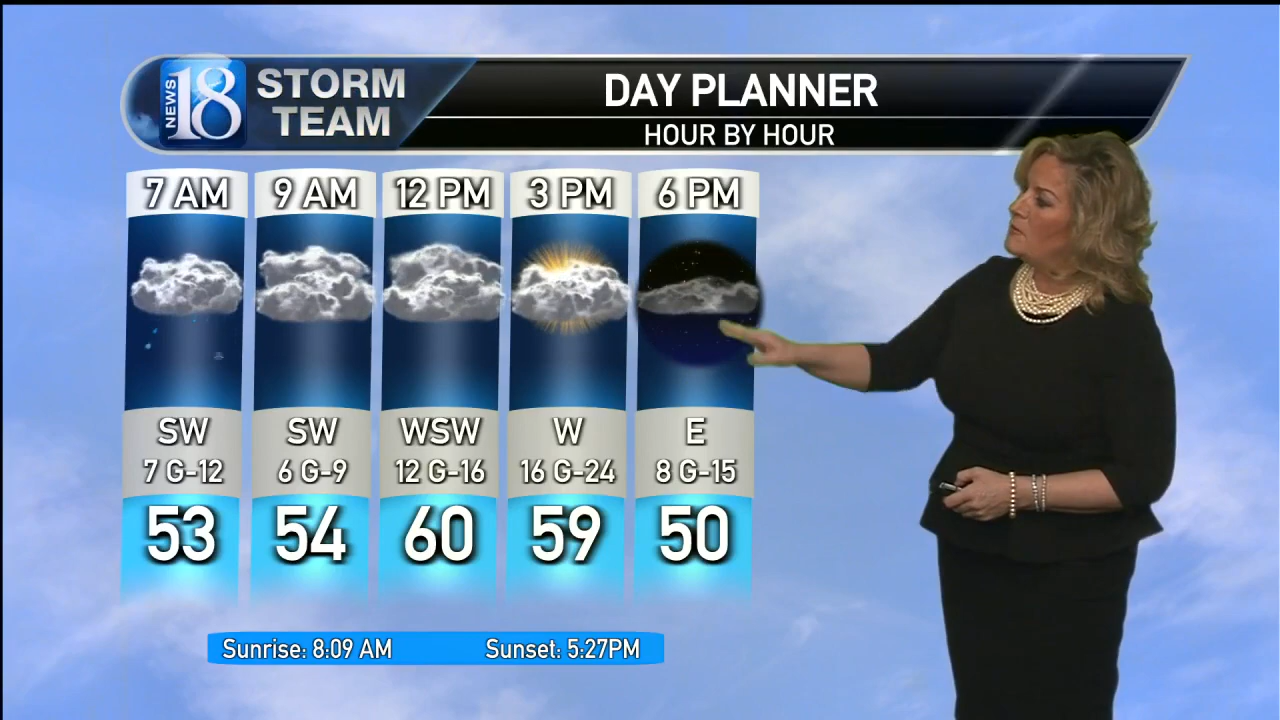 NEWS 18
STORM
TEAM
DAY PLANNER
HOUR BY HOUR
7 AM 9 AM 12 PM 3 PM 6 PM
SW SW WSW W E
7 G-12 6 G-9 12 G-16 16 G-24 8 G-15
53 54 60 59 50
Sunrise: 8:09 AM Sunset: 5:27PM